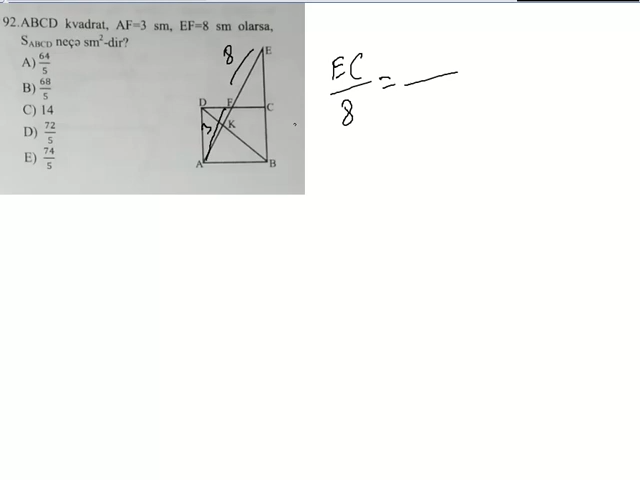 92.ABCD kvadrat, AF=3 sm, EF=8 sm olarsa,
S_ABCD neçə sm²-dir?
A) 64/5
B) 68/5
C) 14
D) 72/5
E) 74/5
8
E
D F C
3
K
A B
EC/8 =